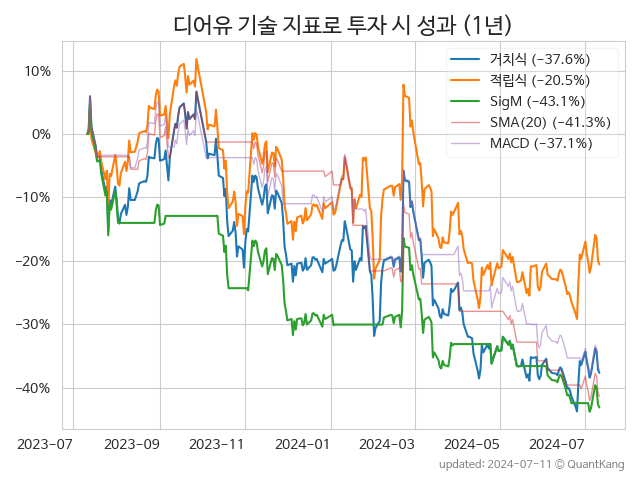 디어유 기술 지표로 투자 시 성과 (1년)
거치식 (−37.6%)
적립식 (−20.5%)
SigM (−43.1%)
SMA(20) (−41.3%)
MACD (−37.1%)
10%
0%
−10%
−20%
−30%
−40%
2023-07 2023-09 2023-11 2024-01 2024-03 2024-05 2024-07
updated: 2024-07-11 © QuantKang